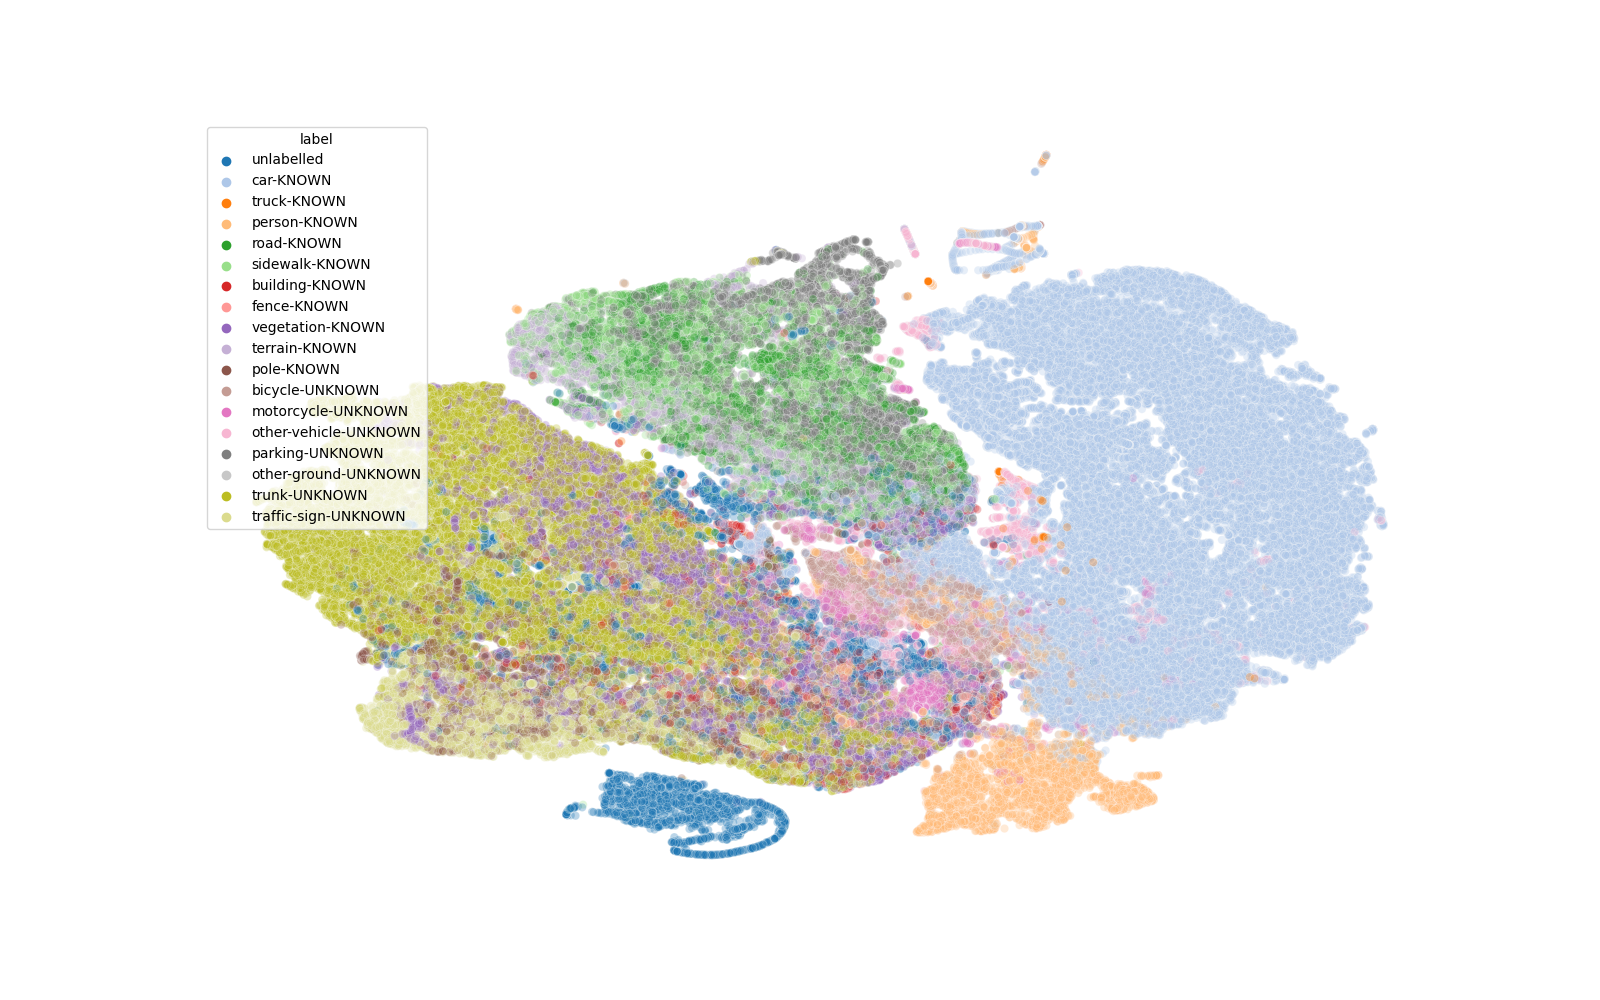 label
unlabelled
car-KNOWN
truck-KNOWN
person-KNOWN
road-KNOWN
sidewalk-KNOWN
building-KNOWN
fence-KNOWN
vegetation-KNOWN
terrain-KNOWN
pole-KNOWN
bicycle-UNKNOWN
motorcycle-UNKNOWN
other-vehicle-UNKNOWN
parking-UNKNOWN
other-ground-UNKNOWN
trunk-UNKNOWN
traffic-sign-UNKNOWN